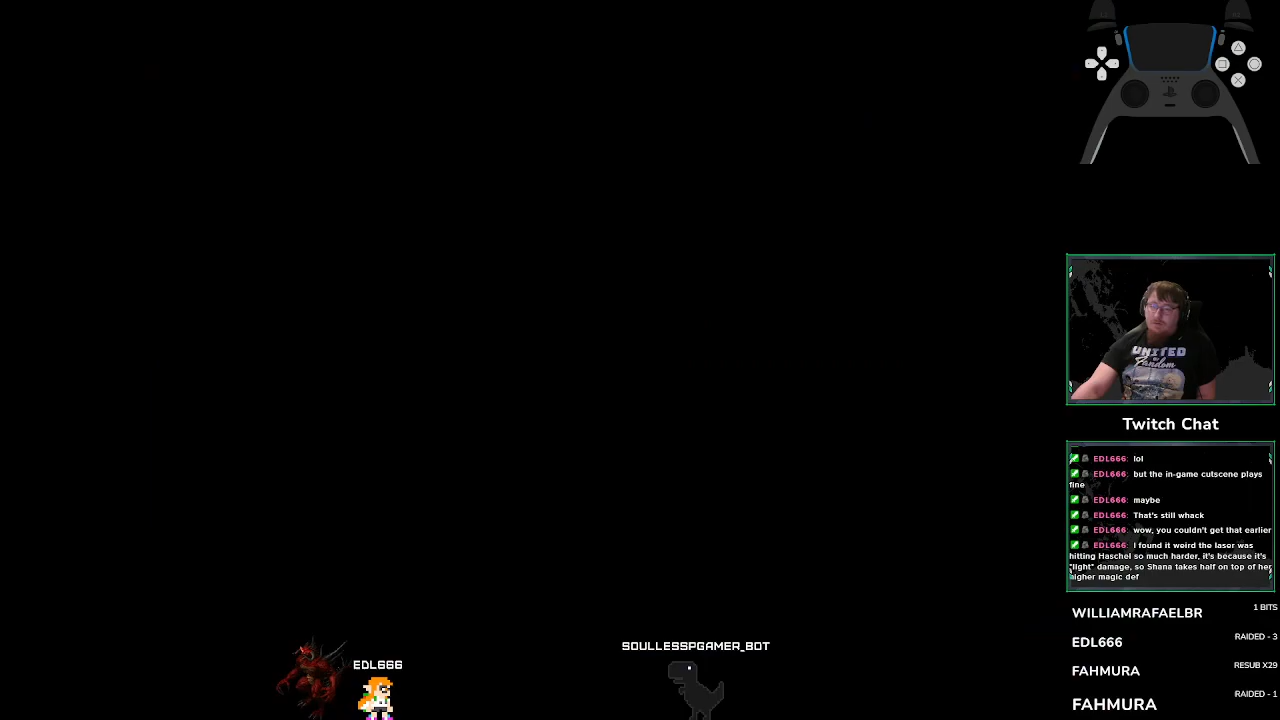 UNITED
Fandom
Twitch Chat
EDL666: lol
EDL666: but the in-game cutscene plays
fine
EDL666: maybe
EDL666: That's still whack
EDL666: wow, you couldn't get that earlier
EDL666: I found it weird the laser was
hitting Haschel so much harder, it's because it's
"light" damage, so Shana takes half on top of her
higher magic def
WILLIAMRAFAELBR 1 BITS
EDL666 RAIDED - 3
FAHMURA RESUB X29
FAHMURA RAIDED - 1
SOULLESSPGAMER_BOT
EDL666